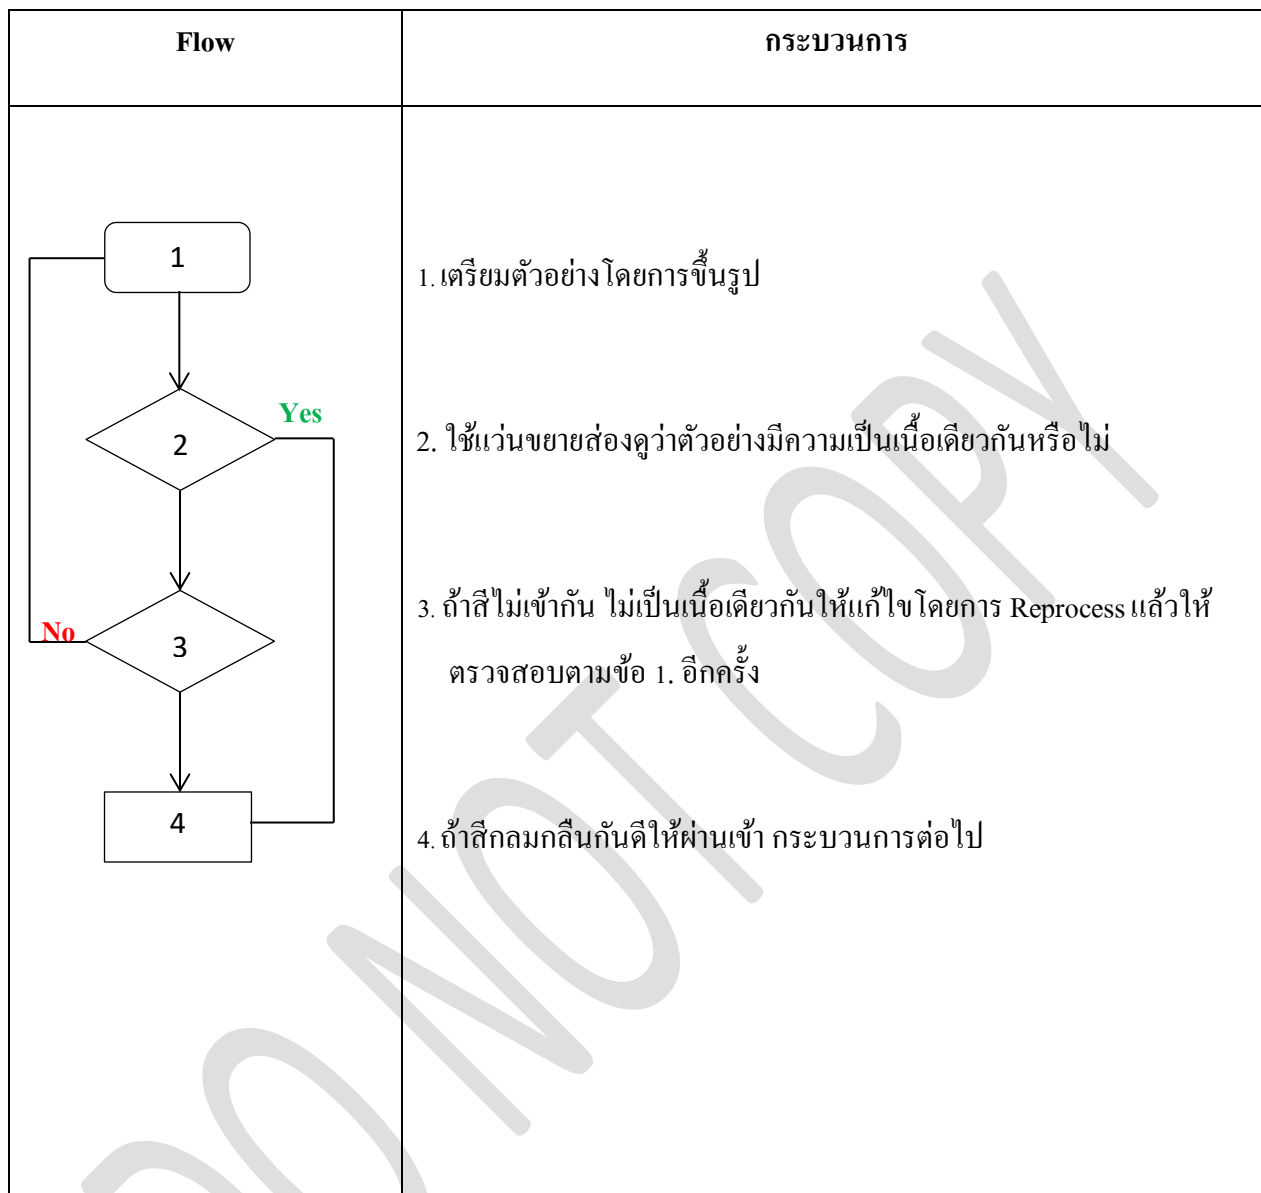 Flow
กระบวนการ
1
1. เตรียมตัวอย่างโดยการขึ้นรูป
Yes
2
2. ใช้แว่นขยายส่องดูว่าตัวอย่างมีความเป็นเนื้อเดียวกันหรือไม่
No
3
3. ถ้าสีไม่เข้ากัน ไม่เป็นเนื้อเดียวกันให้แก้ไขโดยการ Reprocess แล้วให้
ตรวจสอบตามข้อ 1. อีกครั้ง
4
4. ถ้าสีกลมกลืนกันดีให้ผ่านเข้า กระบวนการต่อไป
DO NOT COPY